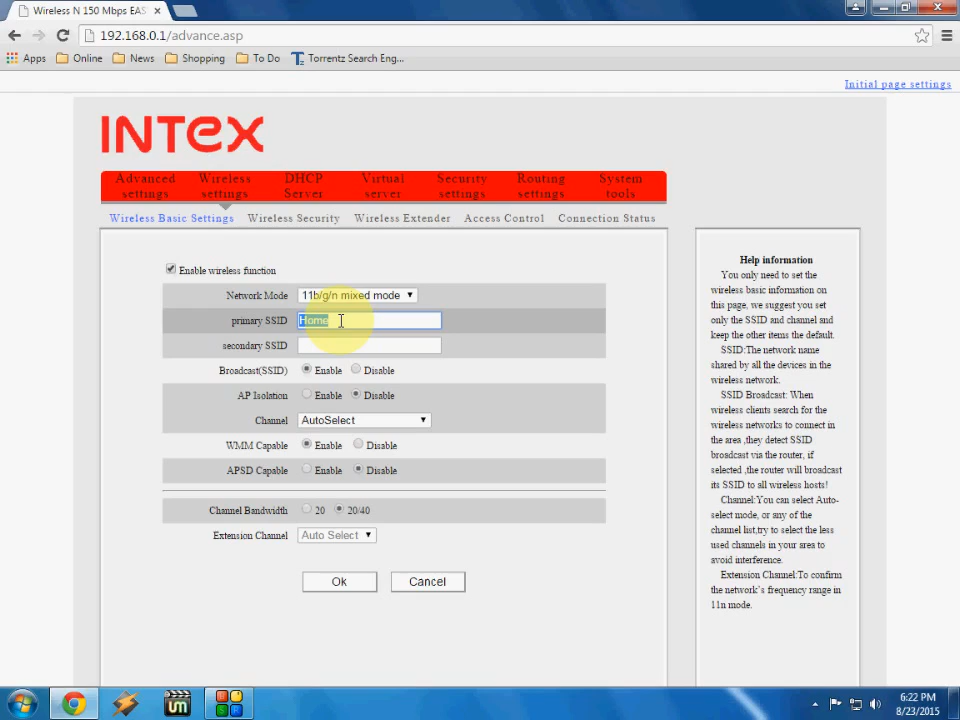 Wireless N 150 Mbps EAS
192.168.0.1/advance.asp
Apps Online News Shopping To Do Torrentz Search Eng...
Initial page settings
INTEX
Advanced settings Wireless settings DHCP Server Virtual server Security settings Routing settings System tools
Wireless Basic Settings Wireless Security Wireless Extender Access Control Connection Status
Enable wireless function
Network Mode 11b/g/n mixed mode
primary SSID Home
secondary SSID
Broadcast(SSID) Enable Disable
AP Isolation Enable Disable
Channel AutoSelect
WMM Capable Enable Disable
APSD Capable Enable Disable
Channel Bandwidth 20 20/40
Extension Channel Auto Select
Ok Cancel
Help information
You only need to set the
wireless basic information on
this page, we suggest you set
only the SSID and channel and
keep the other items the default.
SSID:The network name
shared by all the devices in the
wireless network.
SSID Broadcast: When
wireless clients search for the
wireless networks to connect in
the area ,they detect SSID
broadcast via the router, if
selected ,the router will broadcast
its SSID to all wireless hosts!
Channel:You can select Auto-
select mode, or any of the
channel list,try to select the less
used channels in your area to
avoid interference.
Extension Channel:To confirm
the network's frequency range in
11n mode.
um
6:22 PM
8/23/2015